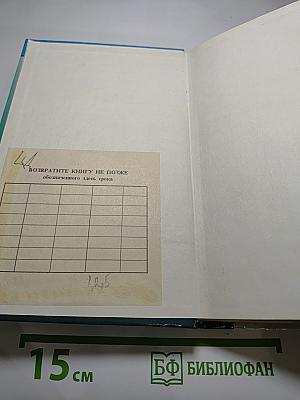 ВОЗВРАТИТЕ КНИГУ НЕ ПОЗЖЕ
обозначенного здесь срока
15 см
БФ БИБЛИОФАН